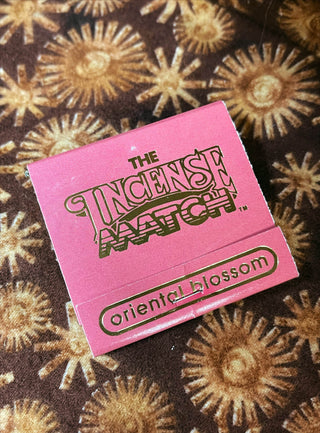 THE
INCENSE
MATCH™
oriental blossom